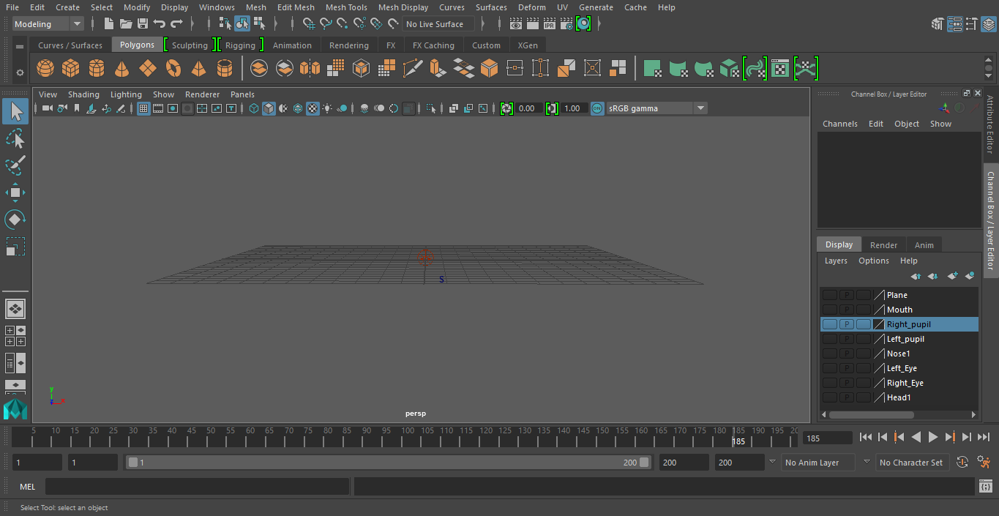 File Edit Create Select Modify Display Windows Mesh Edit Mesh Mesh Tools Mesh Display Curves Surfaces Deform UV Generate Cache Help
Modeling No Live Surface IPR
Curves / Surfaces Polygons Sculpting Rigging Animation Rendering FX FX Caching Custom XGen
View Shading Lighting Show Renderer Panels
0.00 1.00 ON sRGB gamma
Channel Box / Layer Editor
Channels Edit Object Show
Attribute Editor
Channel Box / Layer Editor
S
y
x
z
persp
Display Render Anim
Layers Options Help
P Plane
P Mouth
P Right_pupil
P Left_pupil
P Nose1
P Left_Eye
P Right_Eye
P Head1
5 10 15 20 25 30 35 40 45 50 55 60 65 70 75 80 85 90 95 100 105 110 115 120 125 130 135 140 145 150 155 160 165 170 175 180 185 190 195 20
185
185
1 1 1 200 200 200 No Anim Layer No Character Set
MEL
Select Tool: select an object